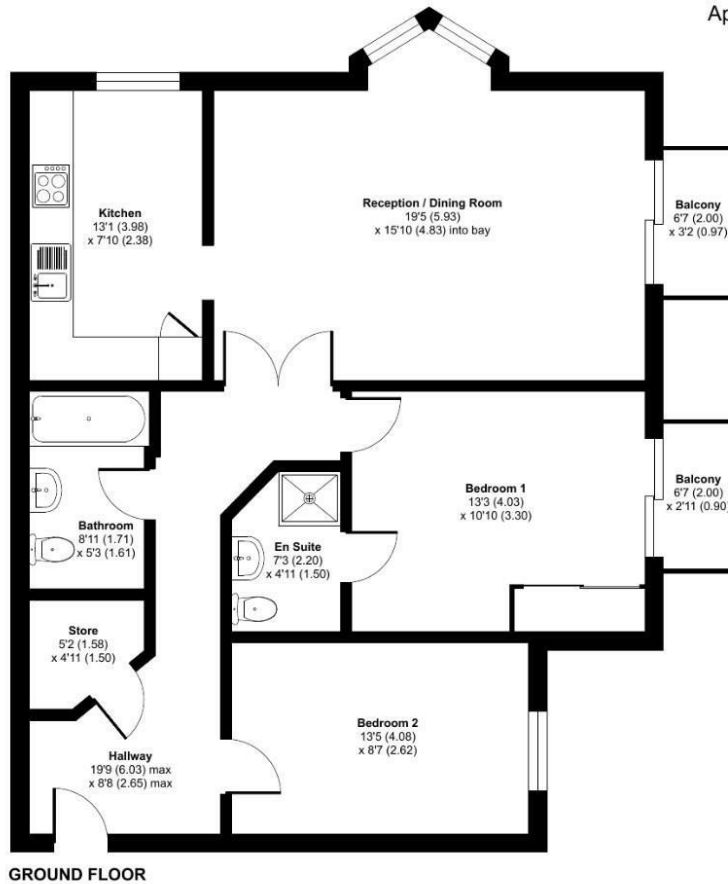 Ap
Kitchen
13'1 (3.98)
x 7'10 (2.38)
Reception / Dining Room
19'5 (5.93)
x 15'10 (4.83) into bay
Balcony
6'7 (2.00)
x 3'2 (0.97)
Bedroom 1
13'3 (4.03)
x 10'10 (3.30)
Balcony
6'7 (2.00)
x 2'11 (0.90)
Bathroom
8'11 (1.71)
x 5'3 (1.61)
En Suite
7'3 (2.20)
x 4'11 (1.50)
Store
5'2 (1.58)
x 4'11 (1.50)
Bedroom 2
13'5 (4.08)
x 8'7 (2.62)
Hallway
19'9 (6.03) max
x 8'8 (2.65) max
GROUND FLOOR